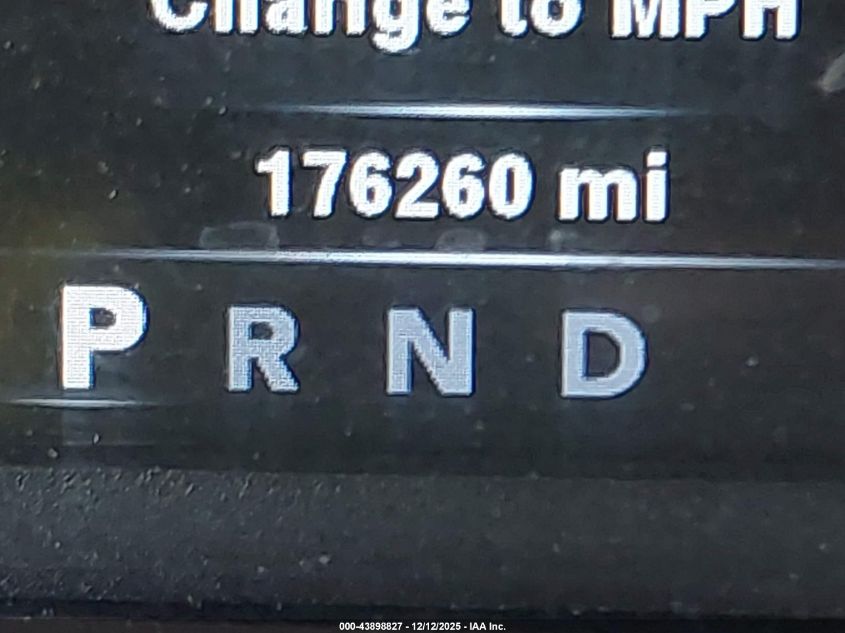 Change to MPH
176260 mi
P R N D
000-43898827 - 12/12/2025 - IAA Inc.